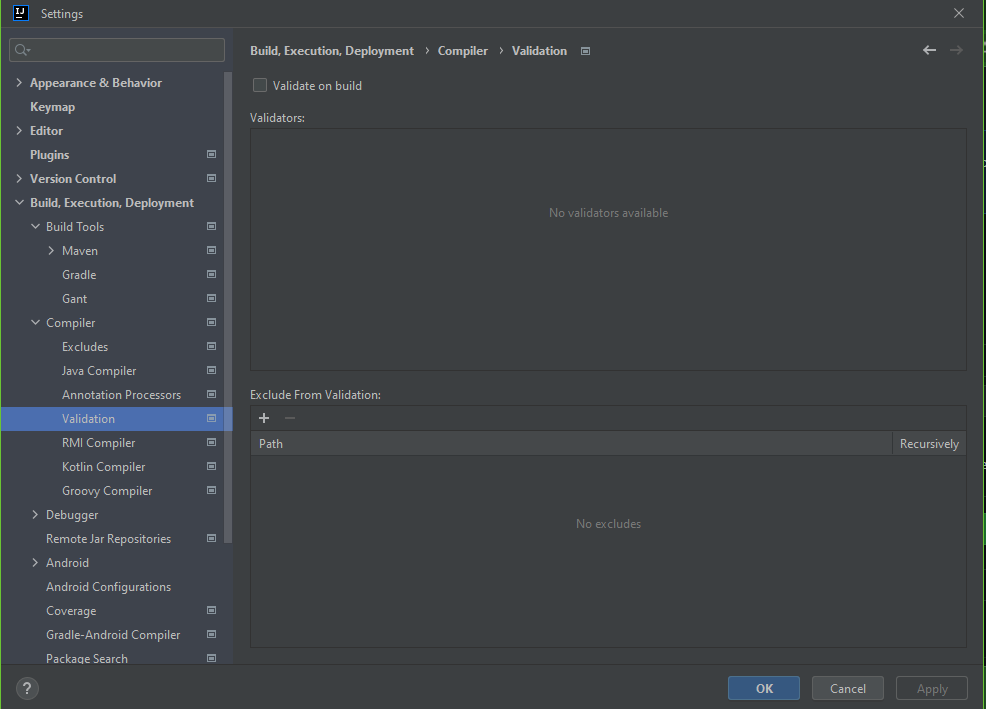 IJ
Settings
Appearance & Behavior
Keymap
Editor
Plugins
Version Control
Build, Execution, Deployment
Build Tools
Maven
Gradle
Gant
Compiler
Excludes
Java Compiler
Annotation Processors
Validation
RMI Compiler
Kotlin Compiler
Groovy Compiler
Debugger
Remote Jar Repositories
Android
Android Configurations
Coverage
Gradle-Android Compiler
Package Search
Build, Execution, Deployment › Compiler › Validation
Validate on build
Validators:
No validators available
Exclude From Validation:
Path Recursively
No excludes
?
OK Cancel Apply